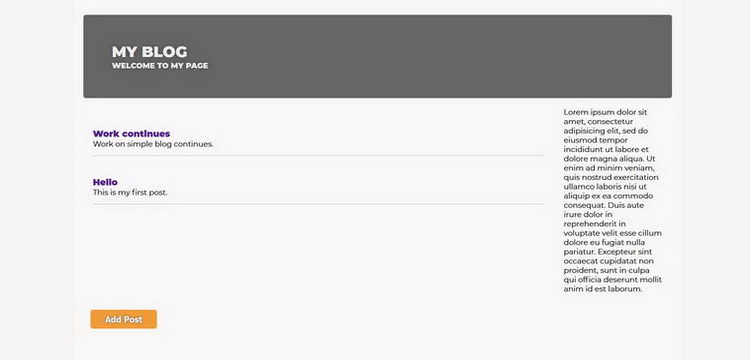 MY BLOG
WELCOME TO MY PAGE
Work continues
Work on simple blog continues.
Hello
This is my first post.
Lorem ipsum dolor sit
amet, consectetur
adipisicing elit, sed do
eiusmod tempor
incididunt ut labore et
dolore magna aliqua. Ut
enim ad minim veniam,
quis nostrud exercitation
ullamco laboris nisi ut
aliquip ex ea commodo
consequat. Duis aute
irure dolor in
reprehenderit in
voluptate velit esse cillum
dolore eu fugiat nulla
pariatur. Excepteur sint
occaecat cupidatat non
proident, sunt in culpa
qui officia deserunt mollit
anim id est laborum.
Add Post